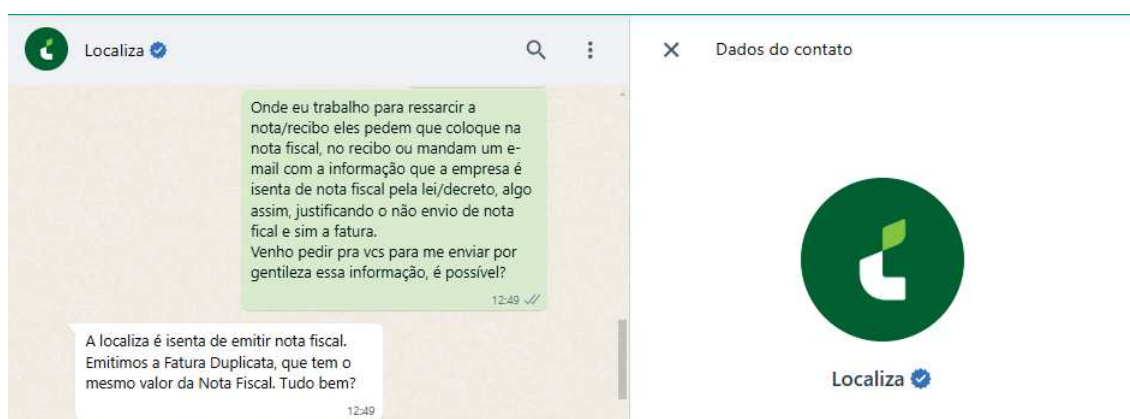 Localiza
Dados do contato
Onde eu trabalho para ressarcir a
nota/recibo eles pedem que coloque na
nota fiscal, no recibo ou mandam um e-
mail com a informação que a empresa é
isenta de nota fiscal pela lei/decreto, algo
assim, justificando o não envio de nota
fical e sim a fatura.
Venho pedir pra vcs para me enviar por
gentileza essa informação, é possível?
12:49
A localiza é isenta de emitir nota fiscal.
Emitimos a Fatura Duplicata, que tem o
mesmo valor da Nota Fiscal. Tudo bem?
12:49
Localiza